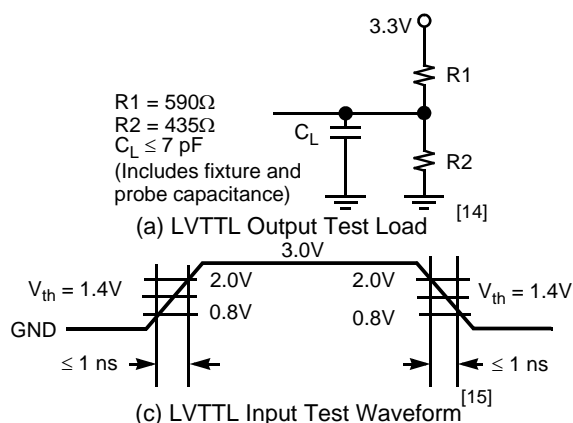 3.3V
R1
R1 = 590Ω
R2 = 435Ω
C_L ≤ 7 pF
(Includes fixture and
probe capacitance)
C_L
R2
(a) LVTTL Output Test Load [14]
3.0V
V_th = 1.4V
2.0V
0.8V
GND
≤ 1 ns
2.0V
0.8V
V_th = 1.4V
≤ 1 ns
(c) LVTTL Input Test Waveform [15]